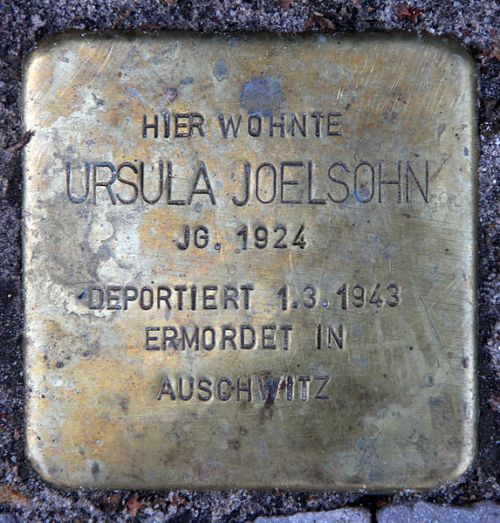 HIER WOHNTE
URSULA JOELSOHN
JG. 1924
DEPORTIERT 1.3.1943
ERMORDET IN
AUSCHWITZ